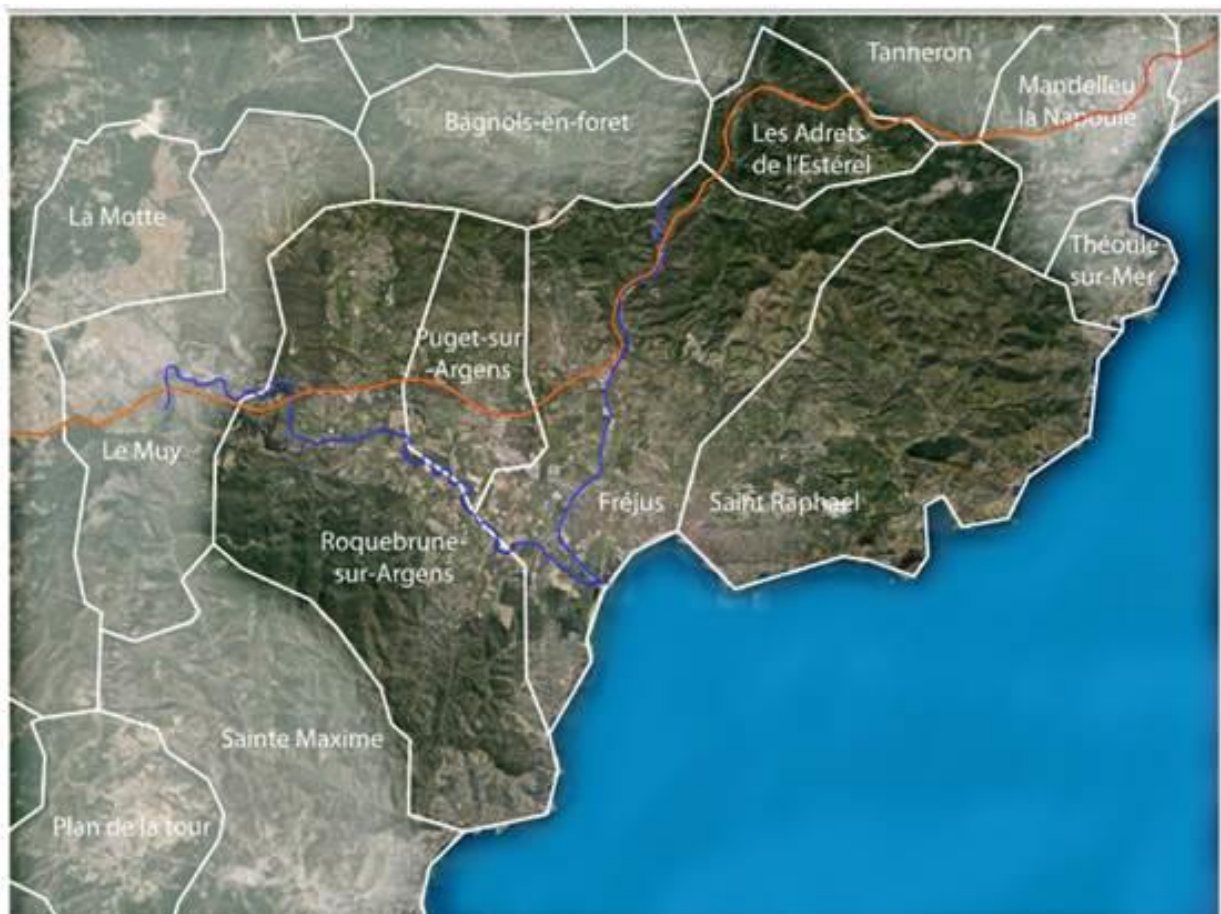 Tanneron
Mandelieu
la Napoule
Bagnols-en-foret
Les Adrets
de l'Estérel
La Motte
Théoule
sur-Mer
Puget-sur
-Argens
Le Muy
Fréjus
Saint Raphael
Roquebrune-
sur-Argens
Sainte Maxime
Plan de la tour